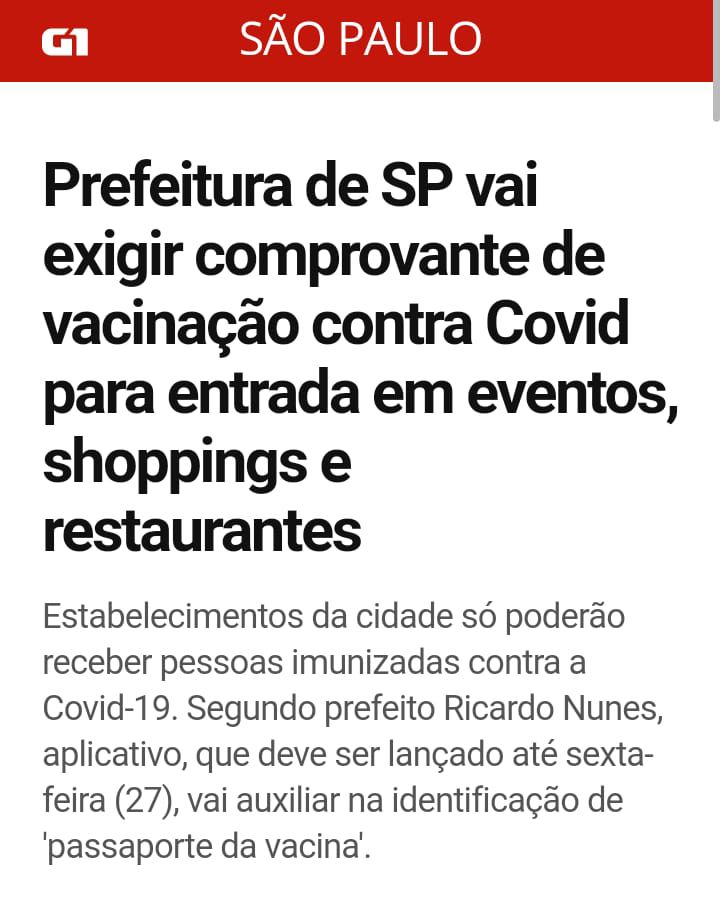 G1 SÃO PAULO
Prefeitura de SP vai
exigir comprovante de
vacinação contra Covid
para entrada em eventos,
shoppings e
restaurantes
Estabelecimentos da cidade só poderão
receber pessoas imunizadas contra a
Covid-19. Segundo prefeito Ricardo Nunes,
aplicativo, que deve ser lançado até sexta-
feira (27), vai auxiliar na identificação de
'passaporte da vacina'.